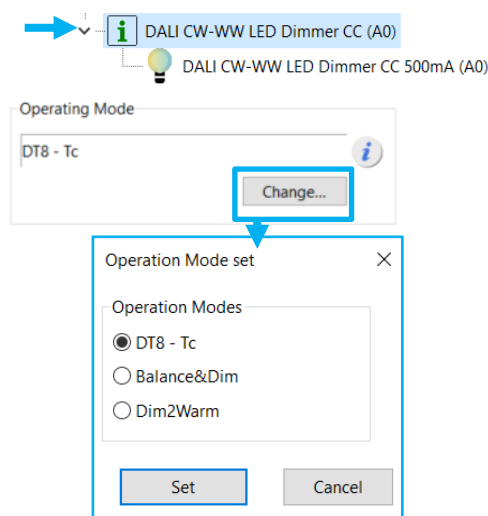 DALI CW-WW LED Dimmer CC (A0)
DALI CW-WW LED Dimmer CC 500mA (A0)
Operating Mode
DT8 - Tc
Change...
Operation Mode set
Operation Modes
DT8 - Tc
Balance&Dim
Dim2Warm
Set Cancel